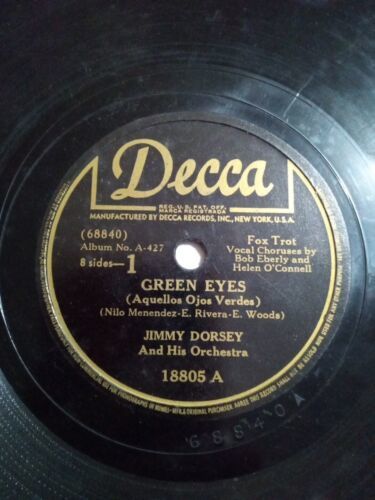 Decca
REG. U.S. PAT. OFF.
MARCA REGISTRADA
MANUFACTURED BY DECCA RECORDS, INC., NEW YORK, U.S.A.
(68840)
Album No. A-427
8 sides—1
Fox Trot
Vocal Choruses by
Bob Eberly and
Helen O'Connell
GREEN EYES
(Aquellos Ojos Verdes)
(Nilo Menendez-E. Rivera-E. Woods)
JIMMY DORSEY
And His Orchestra
18805 A
68840A